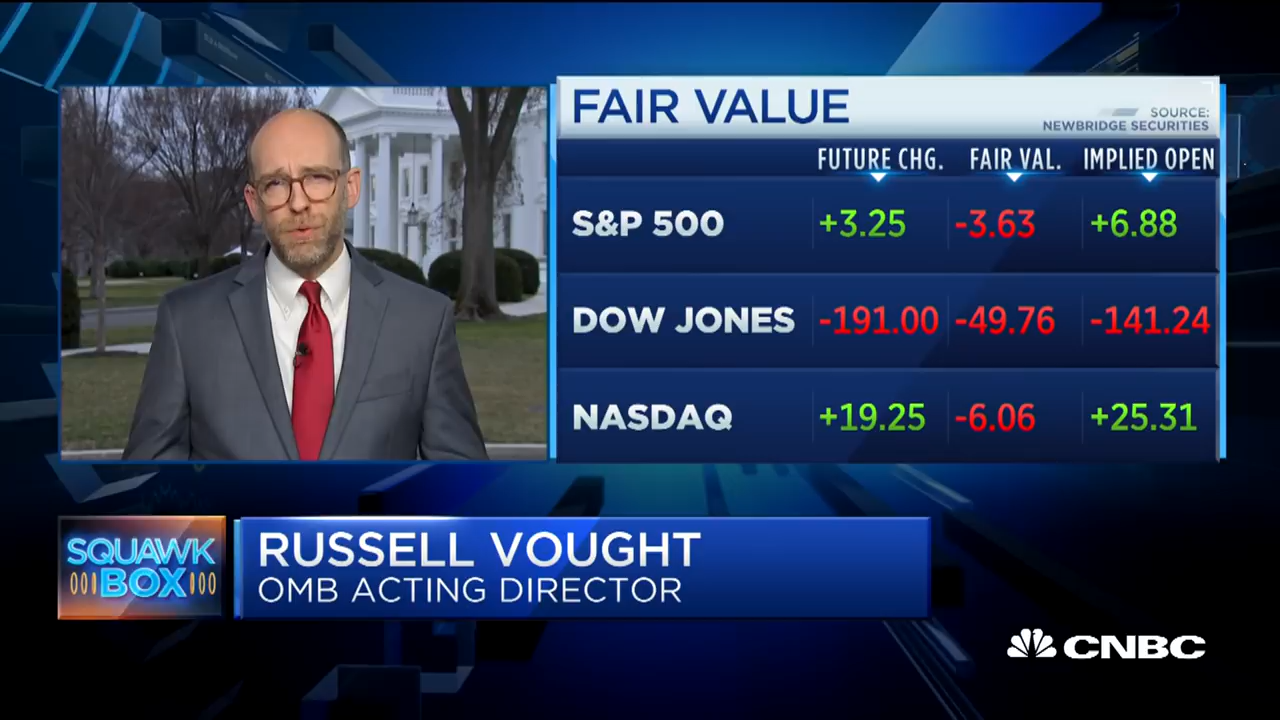 FAIR VALUE
SOURCE:
NEWBRIDGE SECURITIES
FUTURE CHG. FAIR VAL. IMPLIED OPEN
S&P 500 +3.25 -3.63 +6.88
DOW JONES -191.00 -49.76 -141.24
NASDAQ +19.25 -6.06 +25.31
SQUAWK
BOX
RUSSELL VOUGHT
OMB ACTING DIRECTOR
CNBC